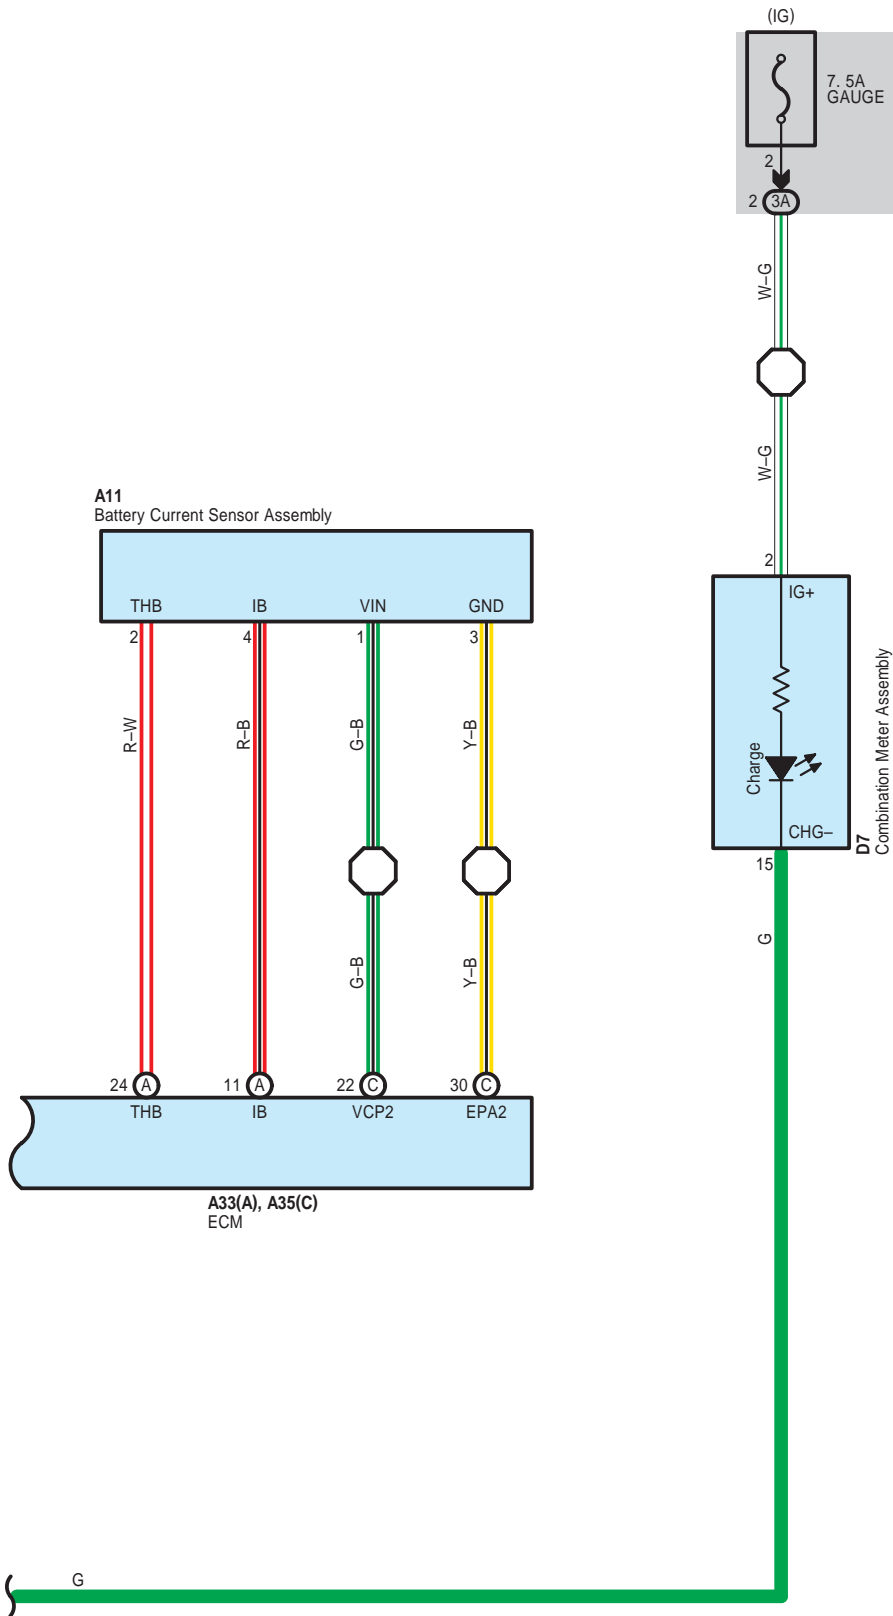 (IG)
7. 5A
GAUGE
2
2 3A
W–G
W–G
A11
Battery Current Sensor Assembly
THB IB VIN GND
2 4 1 3
R–W R–B G–B Y–B
2
IG+
Charge
CHG–
D7
Combination Meter Assembly
15
G
G–B Y–B
24 A 11 A 22 C 30 C
THB IB VCP2 EPA2
A33(A), A35(C)
ECM
G